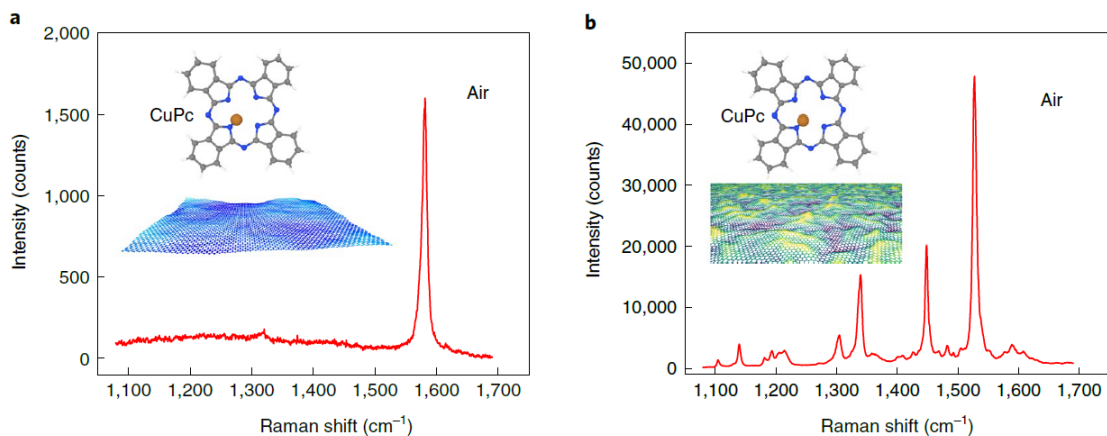 a
2,000
1,500
1,000
500
0
Intensity (counts)
CuPc
Air
1,100 1,200 1,300 1,400 1,500 1,600 1,700
Raman shift (cm⁻¹)
b
50,000
40,000
30,000
20,000
10,000
0
Intensity (counts)
CuPc
Air
1,100 1,200 1,300 1,400 1,500 1,600 1,700
Raman shift (cm⁻¹)